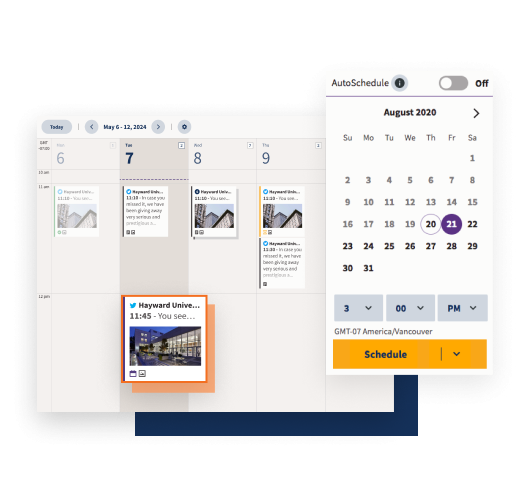 AutoSchedule i Off
August 2020
Su Mo Tu We Th Fr Sa
1
2 3 4 5 6 7 8
9 10 11 12 13 14 15
16 17 18 19 20 21 22
23 24 25 26 27 28 29
30 31
3 00 PM
GMT-07 America/Vancouver
Schedule
Today May 6 - 12, 2024
GMT
-07:00
Mon
6
Tue
7
2
Wed
8
7
Thu
9
10 am
11 am
Hayward Univ...
11:10 - You see...
Hayward Univ...
11:10 - In case you
missed it, we have
been giving away
very serious and
prestigious s...
Hayward Univ...
11:10 - You see...
Hayward Univ...
11:10 - You see...
Hayward Univ...
11:10 - In case you
missed it, we have
been giving away
very serious and
prestigious s...
12 pm
Hayward Unive...
11:45 - You see...